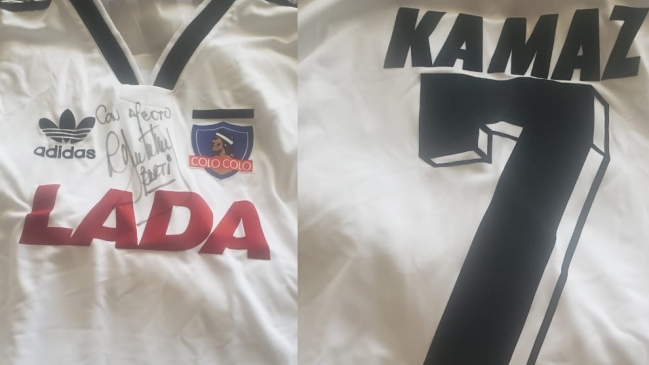 Con Afecto
adidas
COLO COLO
LADA
KAMAZ
7